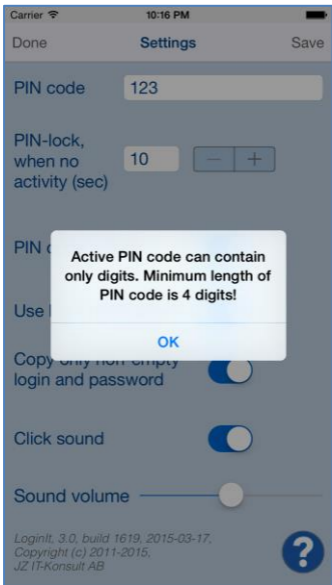 Carrier 10:16 PM
Done Settings Save
PIN code 123
PIN-lock,
when no
activity (sec)
10 − +
PIN
Active PIN code can contain
only digits. Minimum length of
PIN code is 4 digits!
Use
OK
Copy only non-empty
login and password
Click sound
Sound volume
LoginIt, 3.0, build 1619, 2015-03-17,
Copyright (c) 2011-
2015,
JZ IT-Konsult AB
?